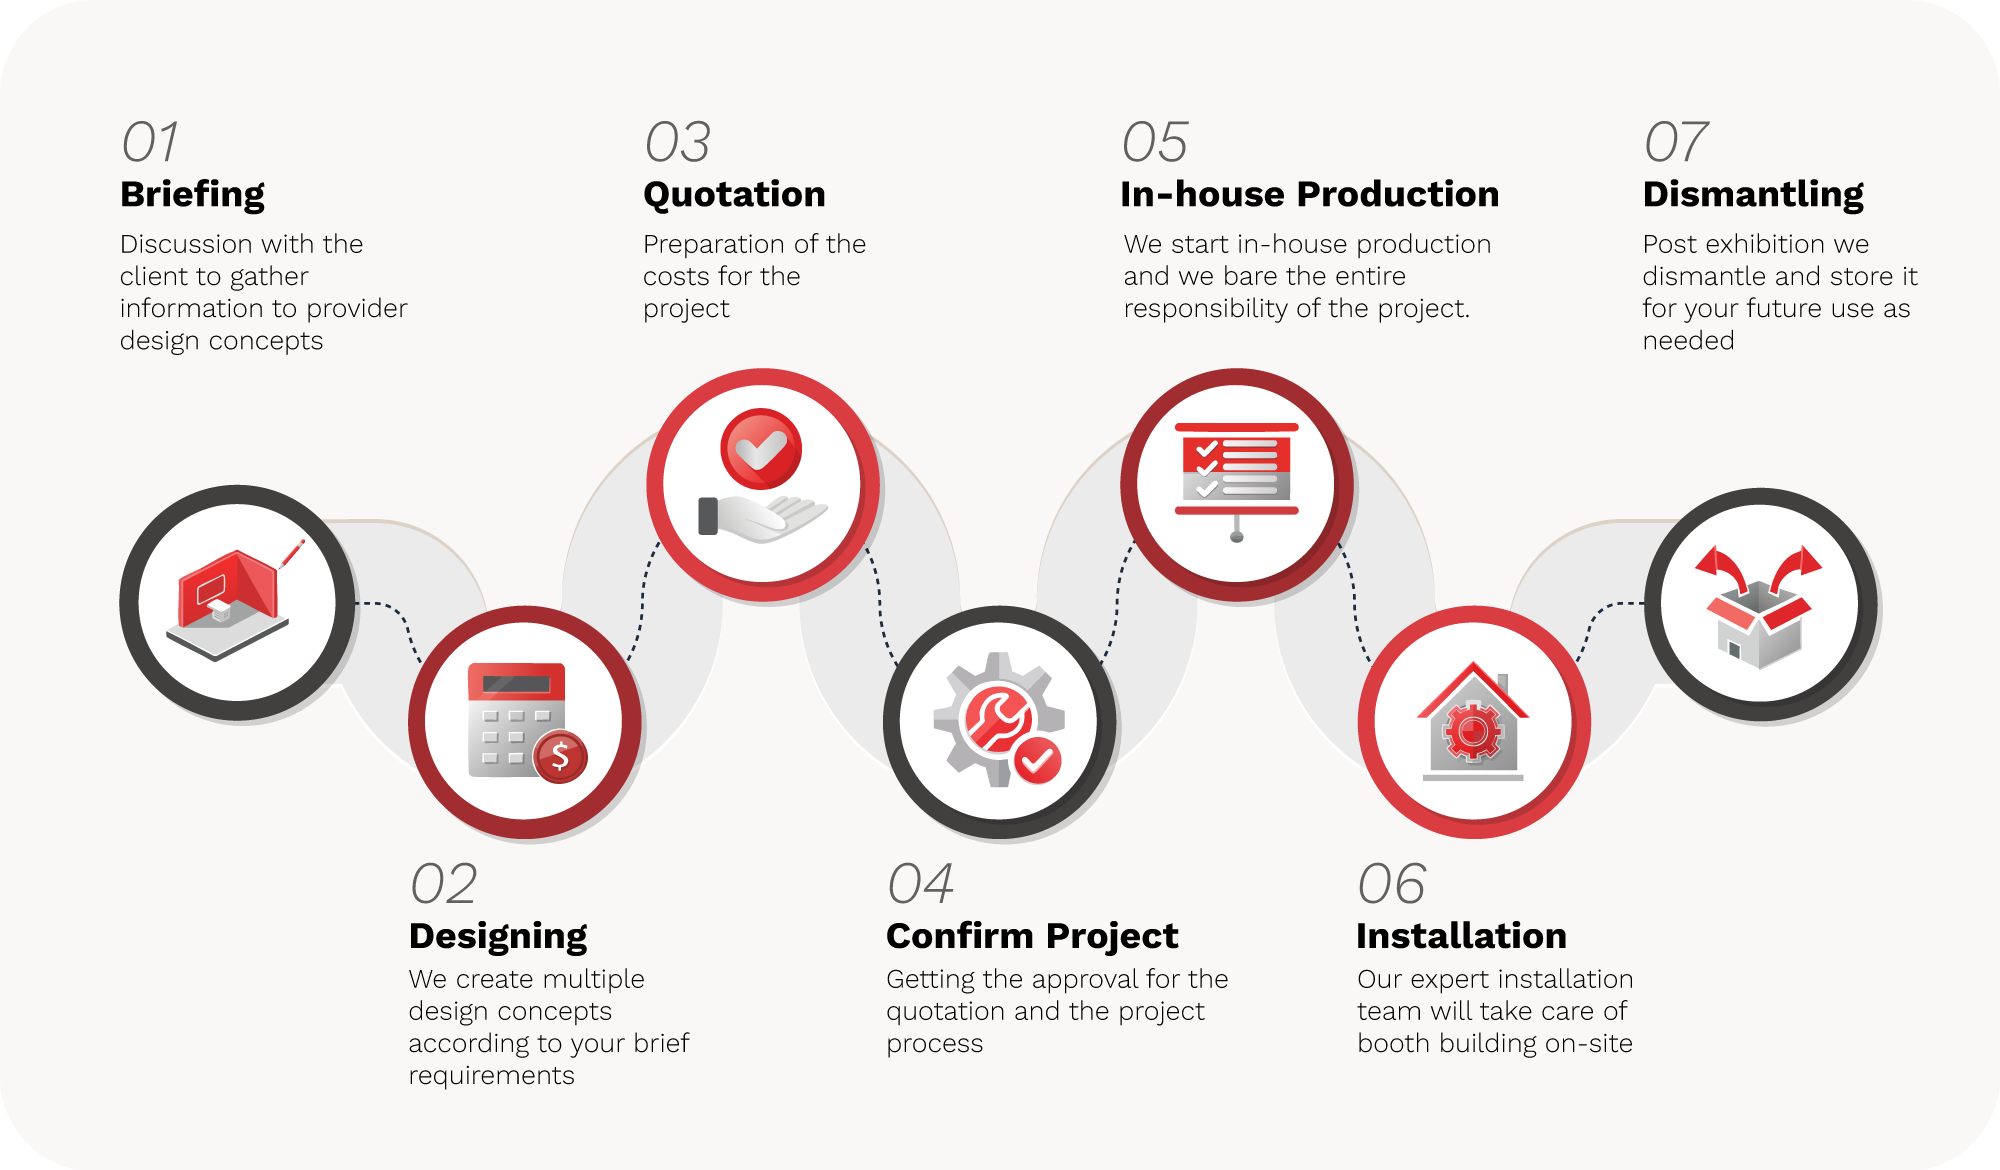 01
Briefing
Discussion with the
client to gather
information to provider
design concepts
02
Designing
We create multiple
design concepts
according to your brief
requirements
03
Quotation
Preparation of the
costs for the
project
04
Confirm Project
Getting the approval for the
quotation and the project
process
05
In-house Production
We start in-house production
and we bare the entire
responsibility of the project.
06
Installation
Our expert installation
team will take care of
booth building on-site
07
Dismantling
Post exhibition we
dismantle and store it
for your future use as
needed
$